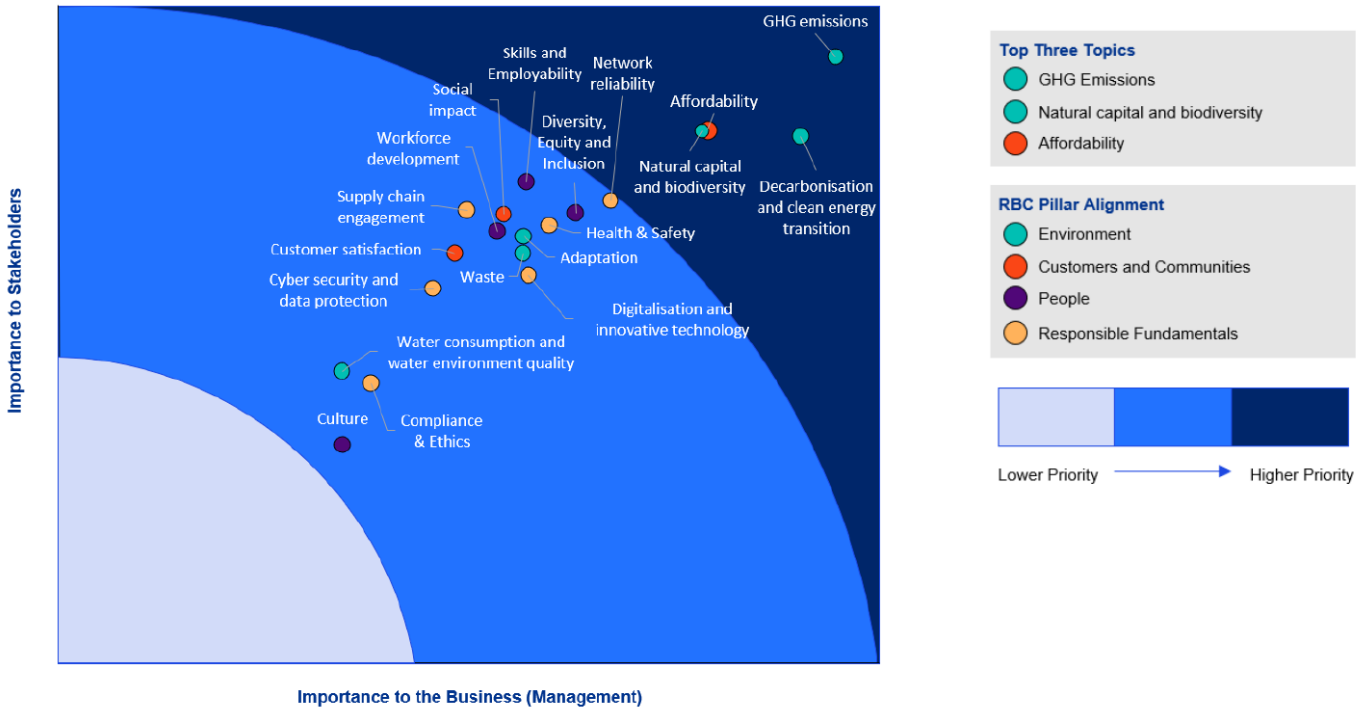 GHG emissions
Skills and
Employability
Network
reliability
Social
impact
Affordability
Diversity,
Equity and
Inclusion
Workforce
development
Natural capital
and biodiversity
Decarbonisation
and clean energy
transition
Supply chain
engagement
Health & Safety
Customer satisfaction
Adaptation
Waste
Cyber security and
data protection
Digitalisation and
innovative technology
Water consumption and
water environment quality
Culture
Compliance
& Ethics
Importance to Stakeholders
Importance to the Business (Management)
Top Three Topics
GHG Emissions
Natural capital and biodiversity
Affordability
RBC Pillar Alignment
Environment
Customers and Communities
People
Responsible Fundamentals
Lower Priority
Higher Priority